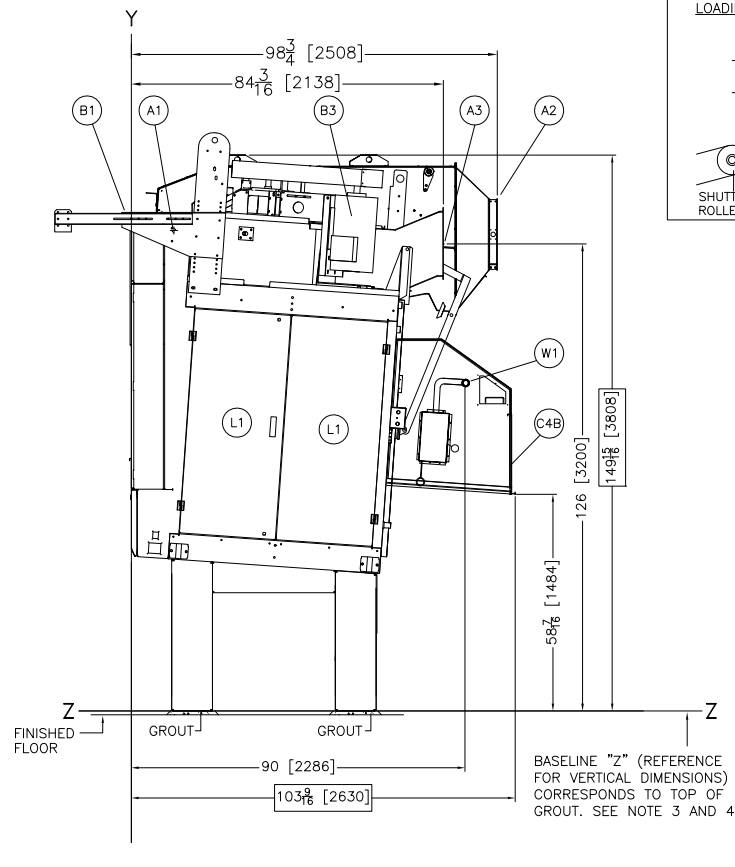 LOADI
Y
98 3/4 [2508]
84 3/16 [2138]
B1
A1
B3
A3
A2
SHUTT
ROLLE
W1
L1
L1
C4B
149 15/16 [3808]
126 [3200]
58 7/16 [1484]
Z
Z
FINISHED
FLOOR
GROUT
GROUT
90 [2286]
103 9/16 [2630]
BASELINE "Z" (REFERENCE
FOR VERTICAL DIMENSIONS)
CORRESPONDS TO TOP OF
GROUT. SEE NOTE 3 AND 4